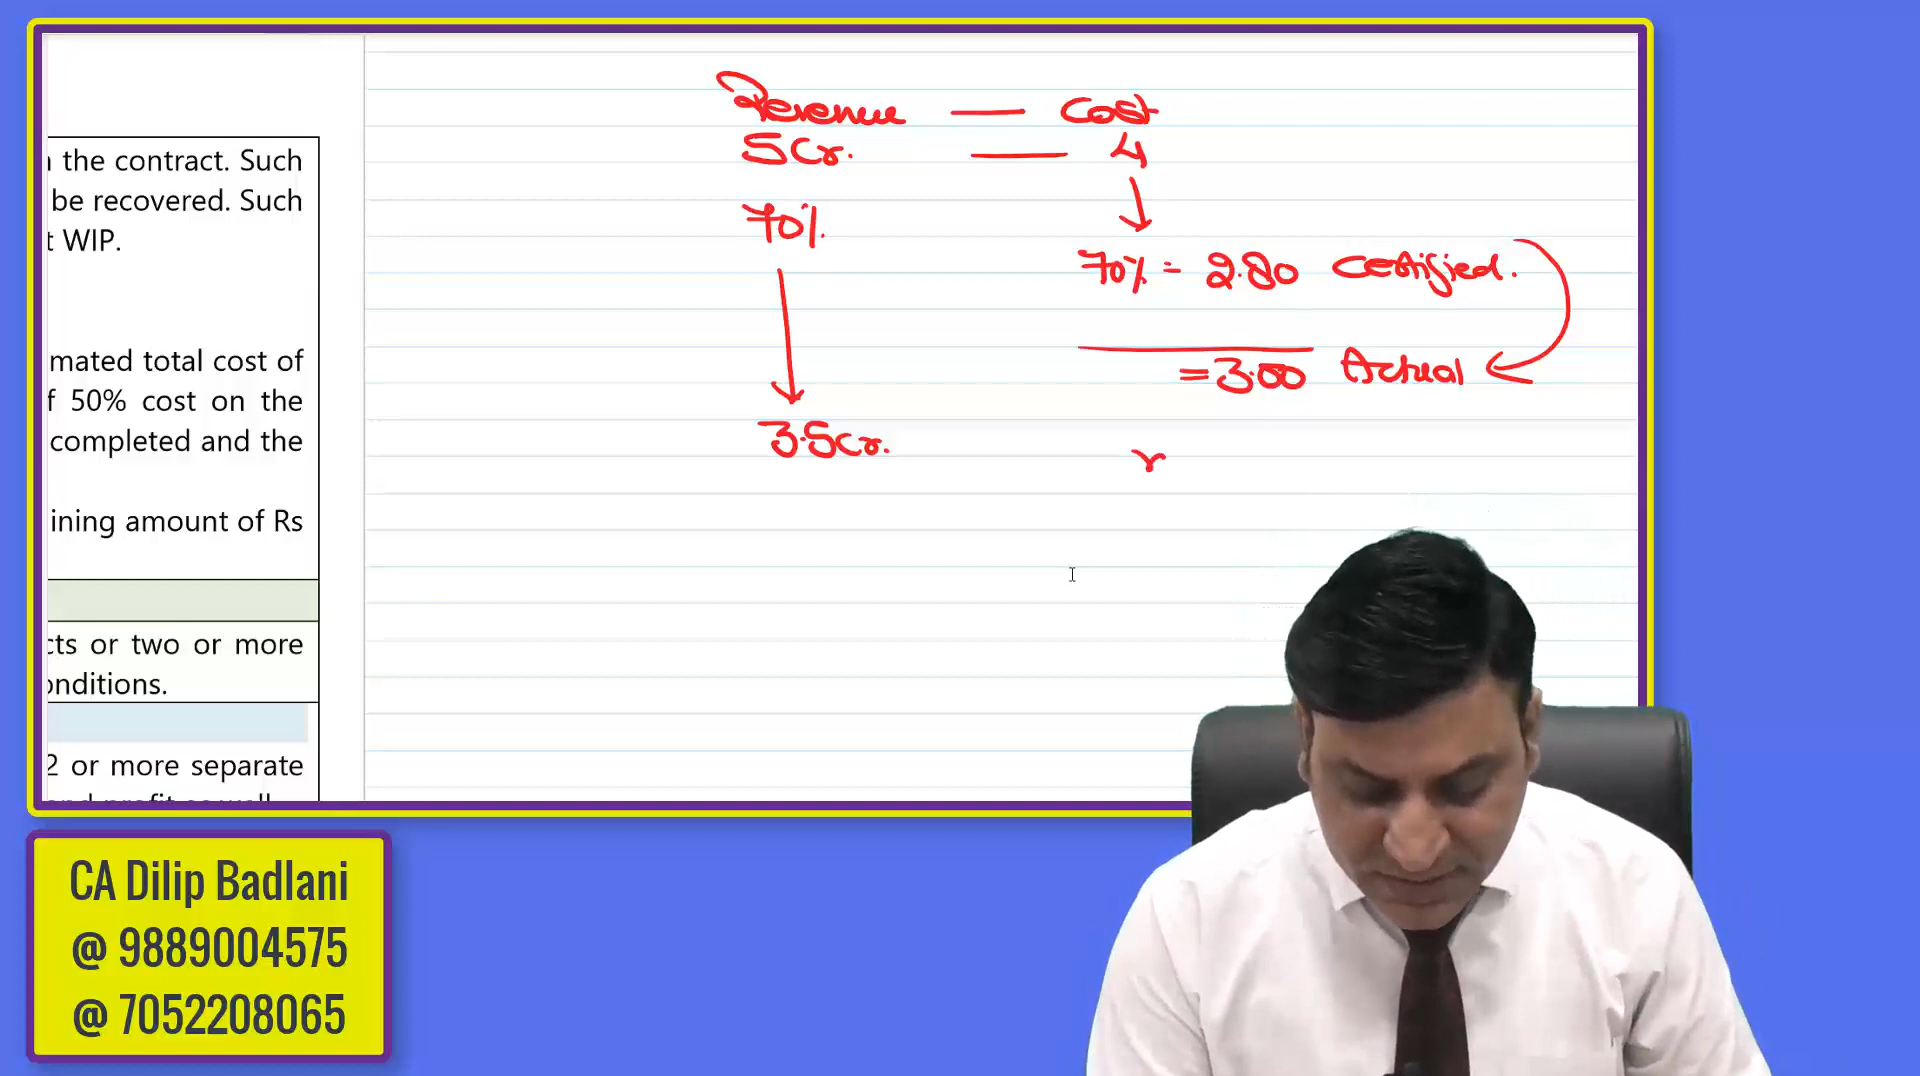 the contract. Such
be recovered. Such
WIP.
mated total cost of
50% cost on the
completed and the
ining amount of Rs
cts or two or more
onditions.
2 or more separate
Revenue — Cost
5Cr. — 4
70%
70% = 2.80 Certified.
= 3.00 Actual
3.5Cr.
r
CA Dilip Badlani
@ 9889004575
@ 7052208065